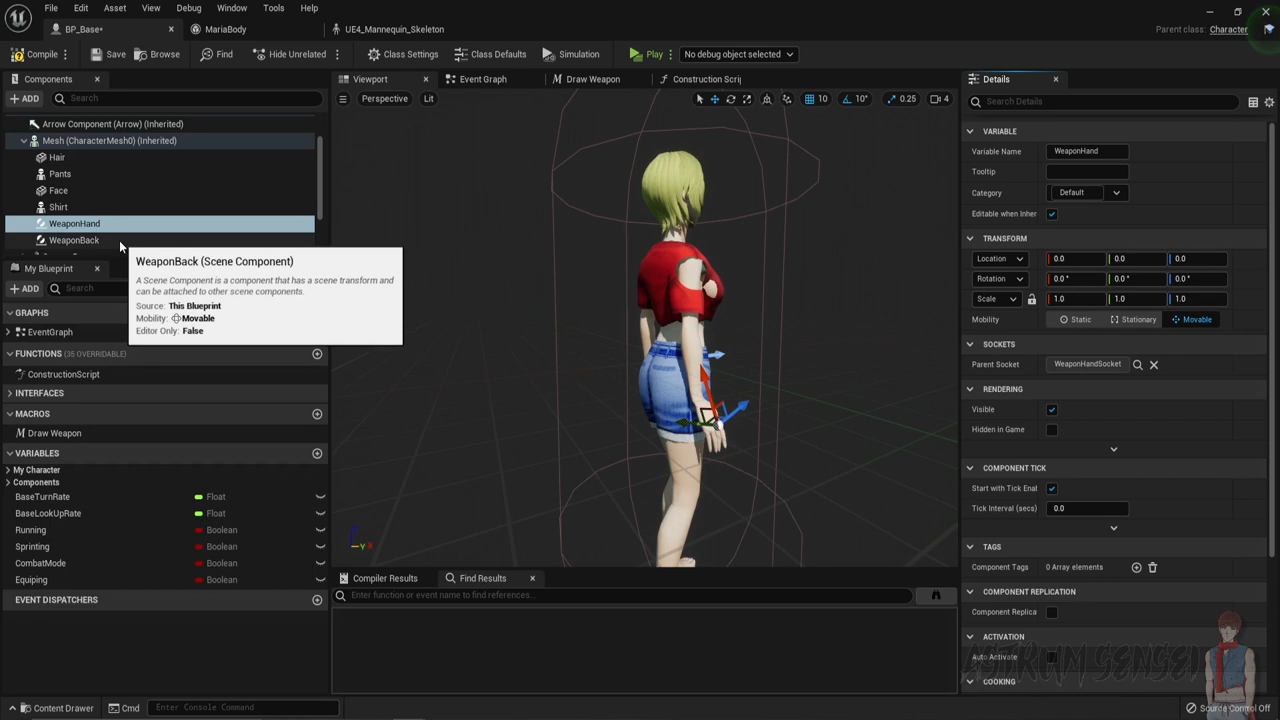 File Edit Asset View Debug Window Tools Help
BP_Base* MariaBody UE4_Mannequin_Skeleton Parent class: Character
Compile Save Browse Find Hide Unrelated Class Settings Class Defaults Simulation Play No debug object selected
Components Viewport Event Graph Draw Weapon Construction Scrip Details
+ ADD Search Perspective Lit 10 10° 0.25 4 Search Details
Arrow Component (Arrow) (Inherited)
Mesh (CharacterMesh0) (Inherited)
Hair
Pants
Face
Shirt
WeaponHand
WeaponBack
WeaponBack (Scene Component)
A Scene Component is a component that has a scene transform and
can be attached to other scene components.
Source: This Blueprint
Mobility: Movable
Editor Only: False
My Blueprint
+ ADD Search
GRAPHS
EventGraph
FUNCTIONS (35 OVERRIDABLE)
ConstructionScript
INTERFACES
MACROS
Draw Weapon
VARIABLES
My Character
Components
BaseTurnRate Float
BaseLookUpRate Float
Running Boolean
Sprinting Boolean
CombatMode Boolean
Equiping Boolean
EVENT DISPATCHERS
Z Y X
Compiler Results Find Results
Enter function or event name to find references...
VARIABLE
Variable Name WeaponHand
Tooltip
Category Default
Editable when Inher
TRANSFORM
Location 0.0 0.0 0.0
Rotation 0.0 ° 0.0 ° 0.0 °
Scale 1.0 1.0 1.0
Mobility Static Stationary Movable
SOCKETS
Parent Socket WeaponHandSocket
RENDERING
Visible
Hidden in Game
COMPONENT TICK
Start with Tick Enal
Tick Interval (secs) 0.0
TAGS
Component Tags 0 Array elements
COMPONENT REPLICATION
Component Replica
ACTIVATION
Auto Activate
ASTRUM SENSEI
COOKING
Content Drawer Cmd Enter Console Command Source Control Off